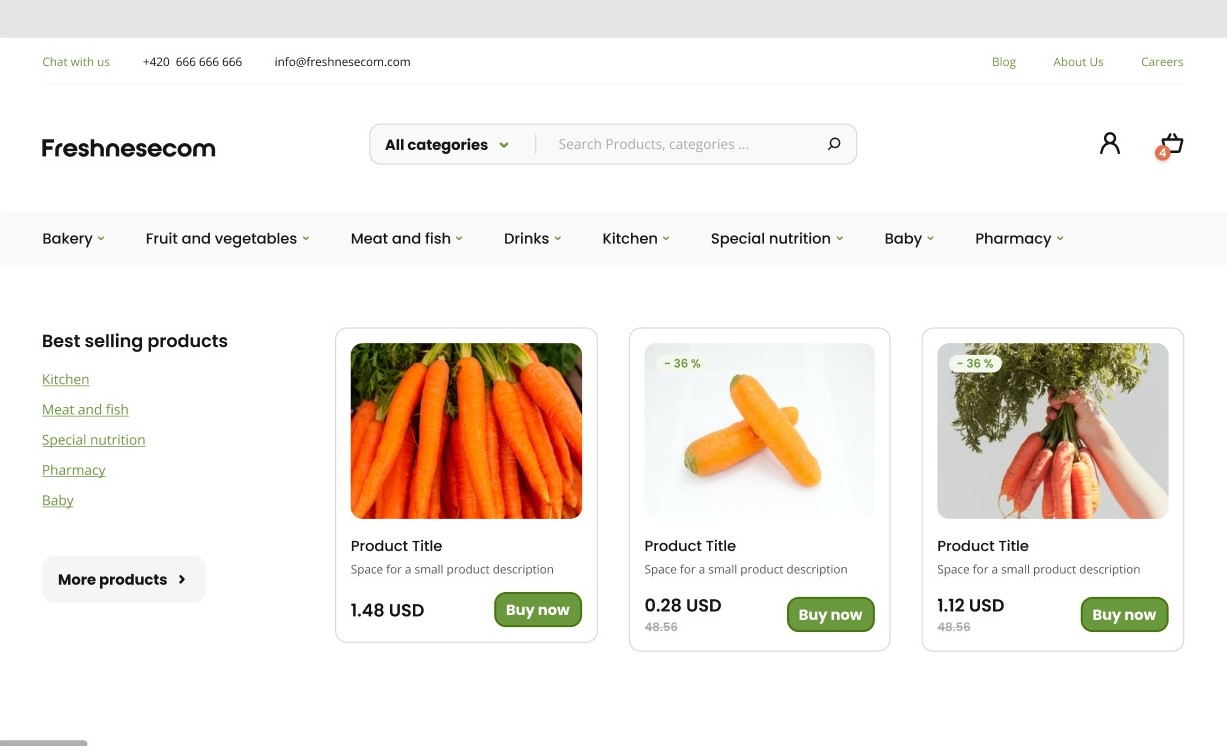 Chat with us +420 666 666 666 info@freshnesecom.com Blog About Us Careers
Freshnesecom All categories Search Products, categories ... 4
Bakery Fruit and vegetables Meat and fish Drinks Kitchen Special nutrition Baby Pharmacy
Best selling products
Kitchen
Meat and fish
Special nutrition
Pharmacy
Baby
More products
Product Title
Space for a small product description
1.48 USD
Buy now
- 36 %
Product Title
Space for a small product description
0.28 USD
48.56
Buy now
- 36 %
Product Title
Space for a small product description
1.12 USD
48.56
Buy now